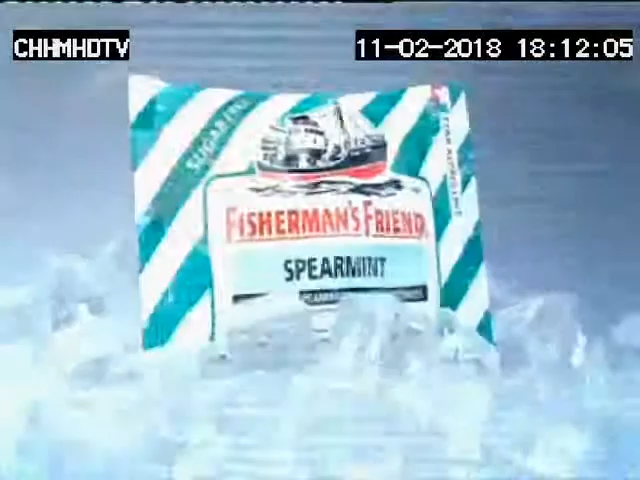 CHHMHDTV
11-02-2018 18:12:05
SUGAR FREE
FISHERMAN'S FRIEND
SPEARMINT